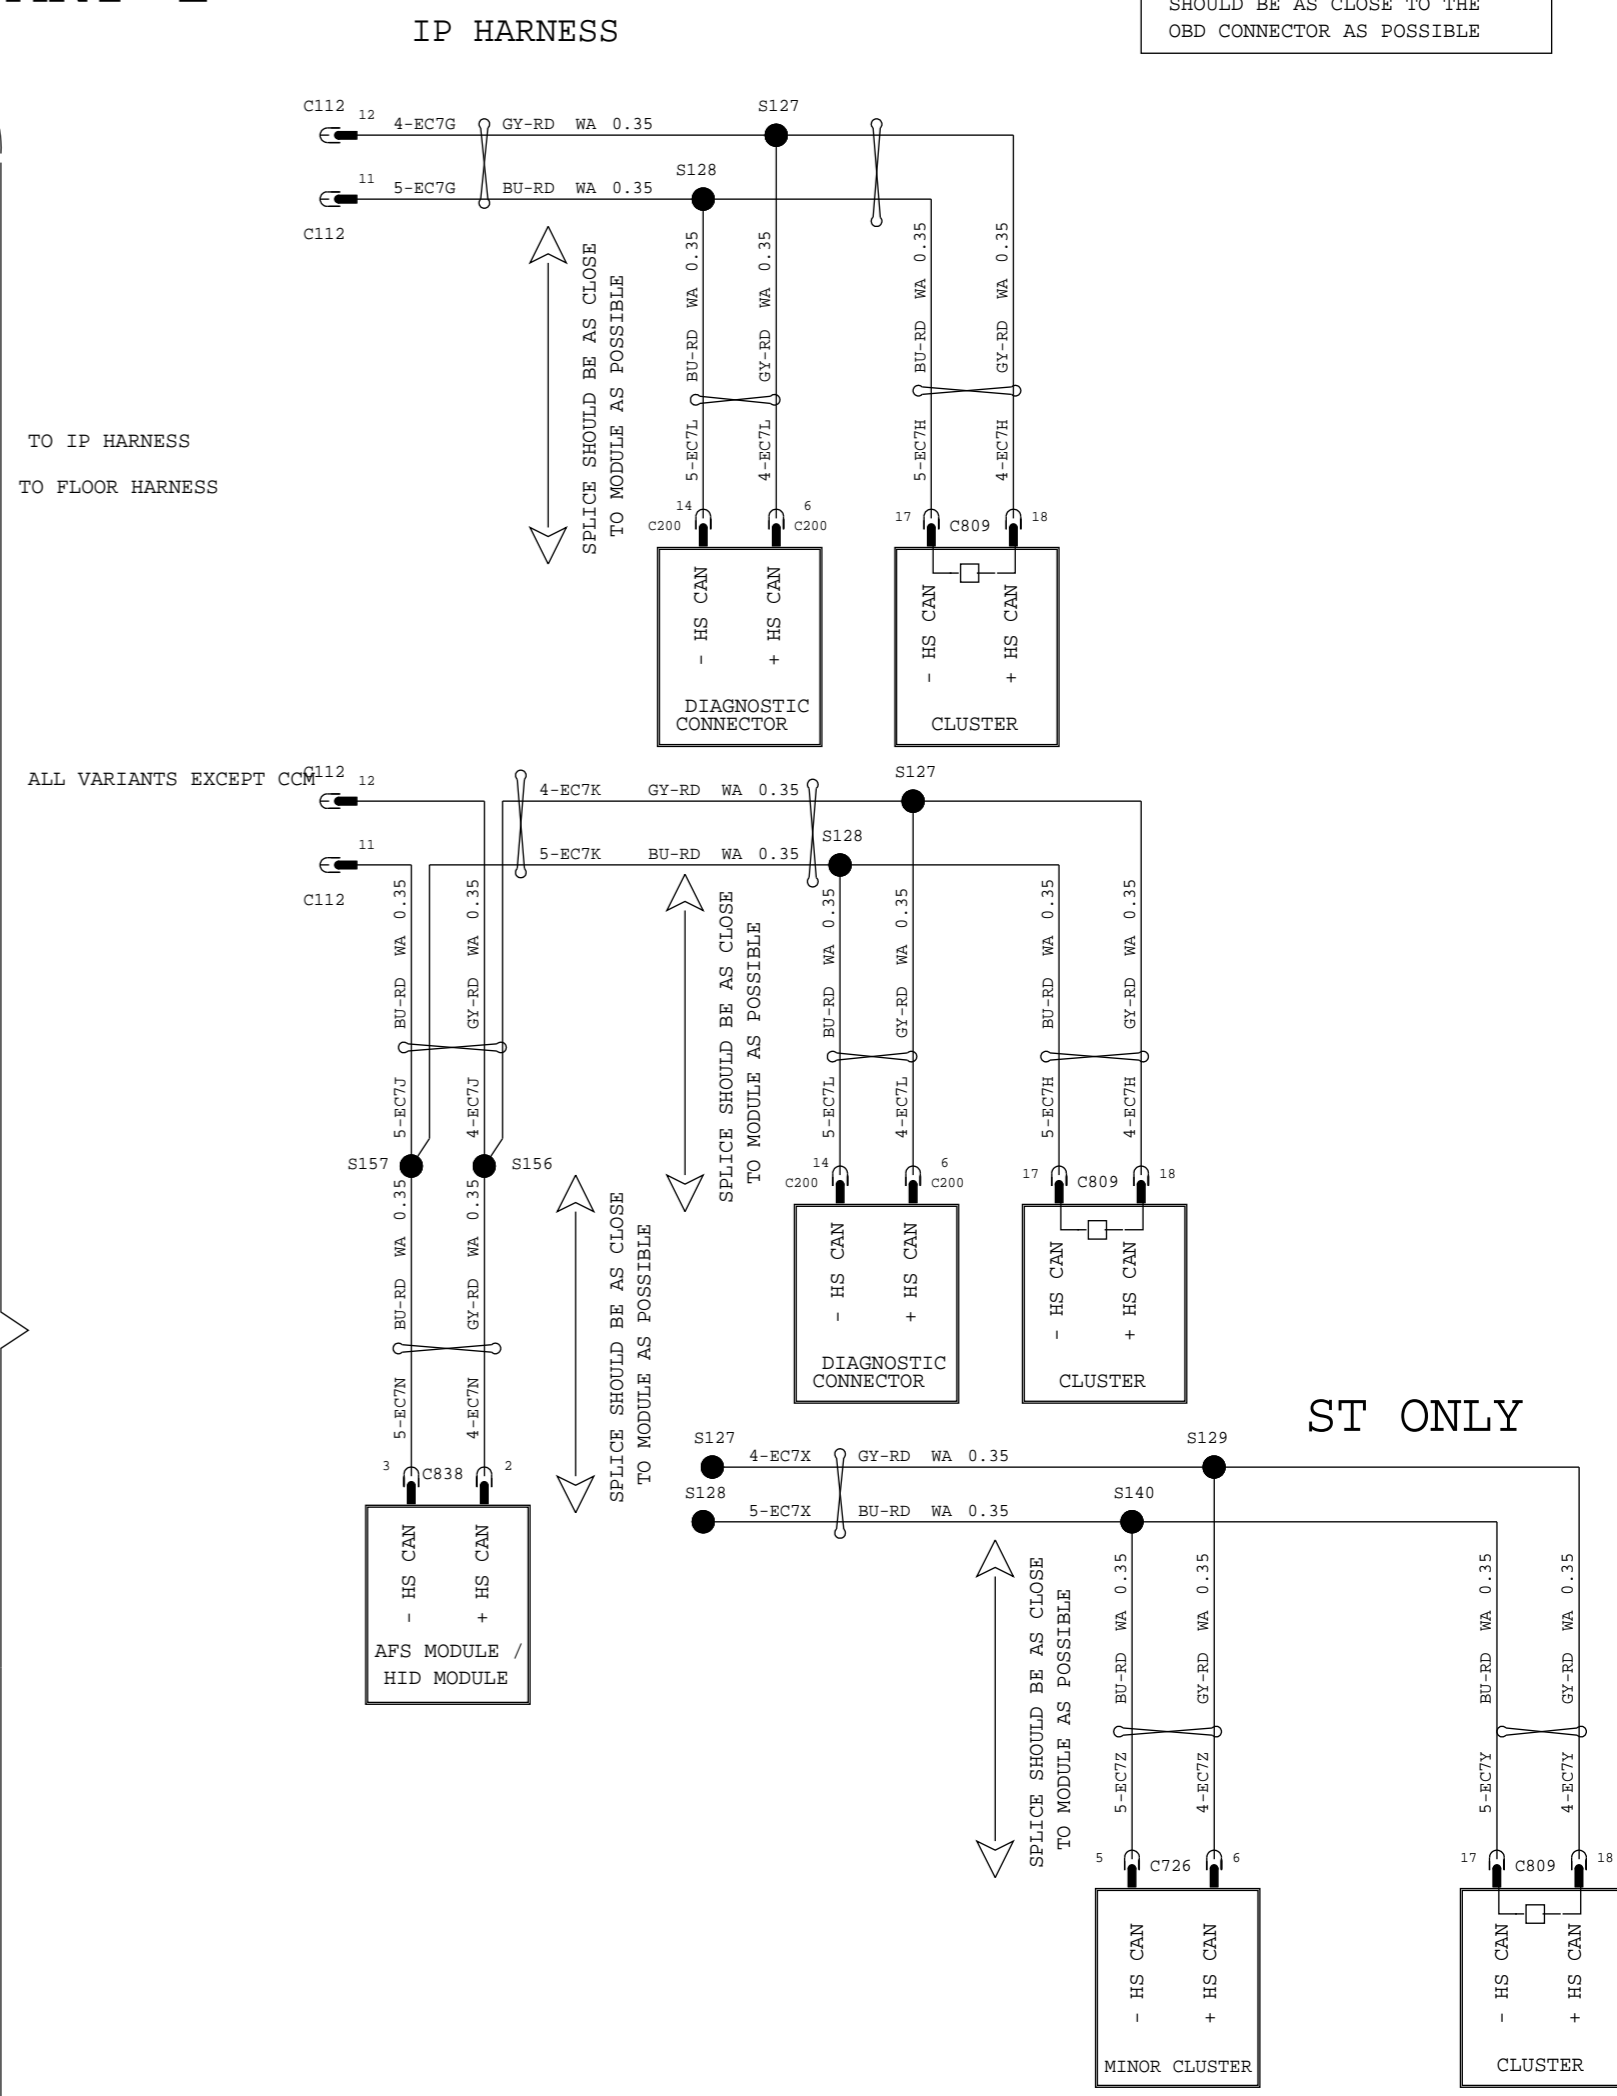 SHOULD BE AS CLOSE TO THE
OBD CONNECTOR AS POSSIBLE
IP HARNESS
C112
12
4-EC7G GY-RD WA 0.35
S127
11
5-EC7G BU-RD WA 0.35
S128
C112
SPLICE SHOULD BE AS CLOSE
TO MODULE AS POSSIBLE
BU-RD WA 0.35
GY-RD WA 0.35
BU-RD WA 0.35
GY-RD WA 0.35
5-EC7L
4-EC7L
5-EC7H
4-EC7H
TO IP HARNESS
TO FLOOR HARNESS
14
C200
6
C200
17
C809
18
- HS CAN
+ HS CAN
DIAGNOSTIC
CONNECTOR
- HS CAN
+ HS CAN
CLUSTER
ALL VARIANTS EXCEPT CCM
C112
12
4-EC7K GY-RD WA 0.35
S127
11
5-EC7K BU-RD WA 0.35
S128
C112
BU-RD WA 0.35
GY-RD WA 0.35
5-EC7J
4-EC7J
SPLICE SHOULD BE AS CLOSE
TO MODULE AS POSSIBLE
BU-RD WA 0.35
GY-RD WA 0.35
BU-RD WA 0.35
GY-RD WA 0.35
5-EC7L
4-EC7L
5-EC7H
4-EC7H
S157
S156
14
C200
6
C200
17
C809
18
- HS CAN
+ HS CAN
DIAGNOSTIC
CONNECTOR
- HS CAN
+ HS CAN
CLUSTER
BU-RD WA 0.35
GY-RD WA 0.35
5-EC7N
4-EC7N
SPLICE SHOULD BE AS CLOSE
TO MODULE AS POSSIBLE
3
C838
2
- HS CAN
+ HS CAN
AFS MODULE /
HID MODULE
ST ONLY
S127
4-EC7X GY-RD WA 0.35
S129
S128
5-EC7X BU-RD WA 0.35
S140
SPLICE SHOULD BE AS CLOSE
TO MODULE AS POSSIBLE
BU-RD WA 0.35
GY-RD WA 0.35
BU-RD WA 0.35
GY-RD WA 0.35
5-EC7Z
4-EC7Z
5-EC7Y
4-EC7Y
5
C726
6
17
C809
18
- HS CAN
+ HS CAN
MINOR CLUSTER
- HS CAN
+ HS CAN
CLUSTER